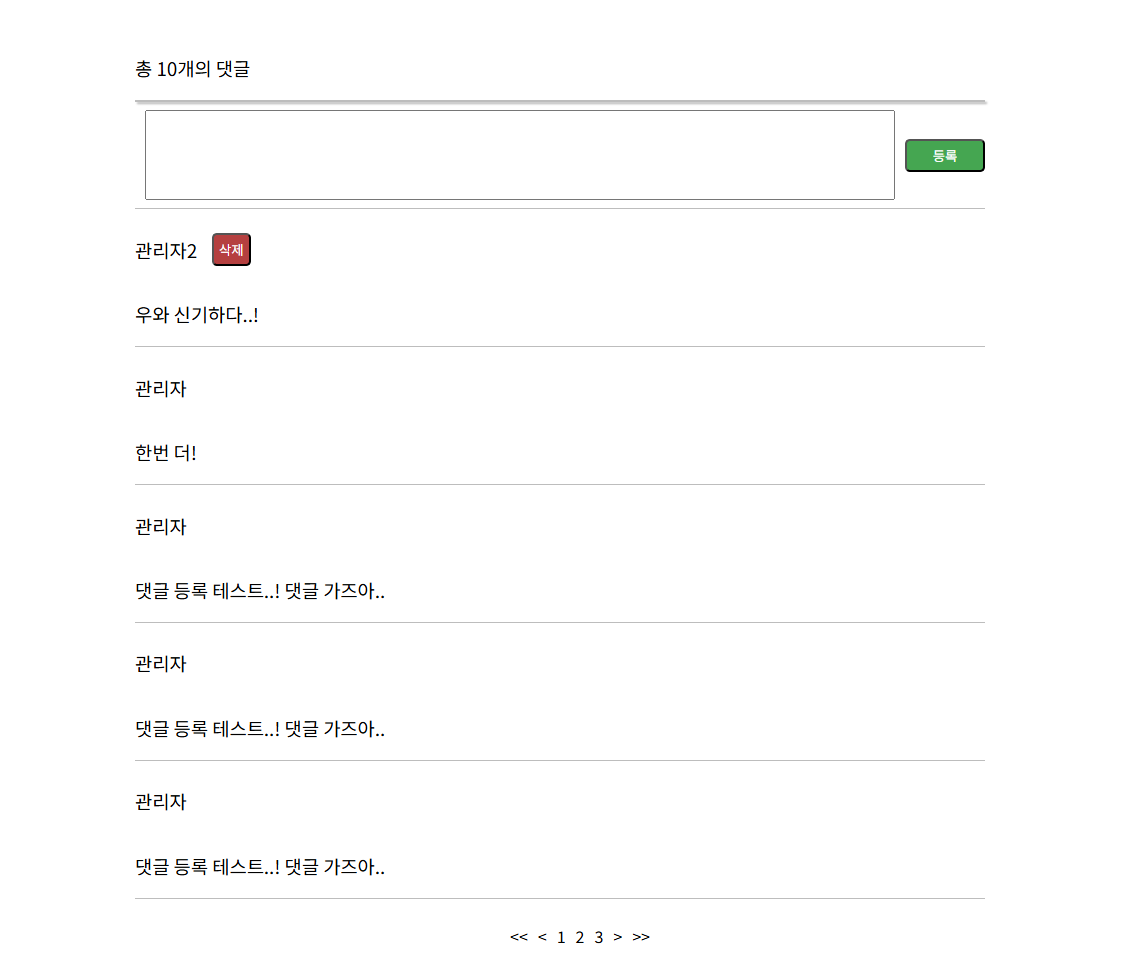 총 10개의 댓글
등록
관리자2 삭제
우와 신기하다..!
관리자
한번 더!
관리자
댓글 등록 테스트..! 댓글 가즈아..
관리자
댓글 등록 테스트..! 댓글 가즈아..
관리자
댓글 등록 테스트..! 댓글 가즈아..
<< < 1 2 3 > >>